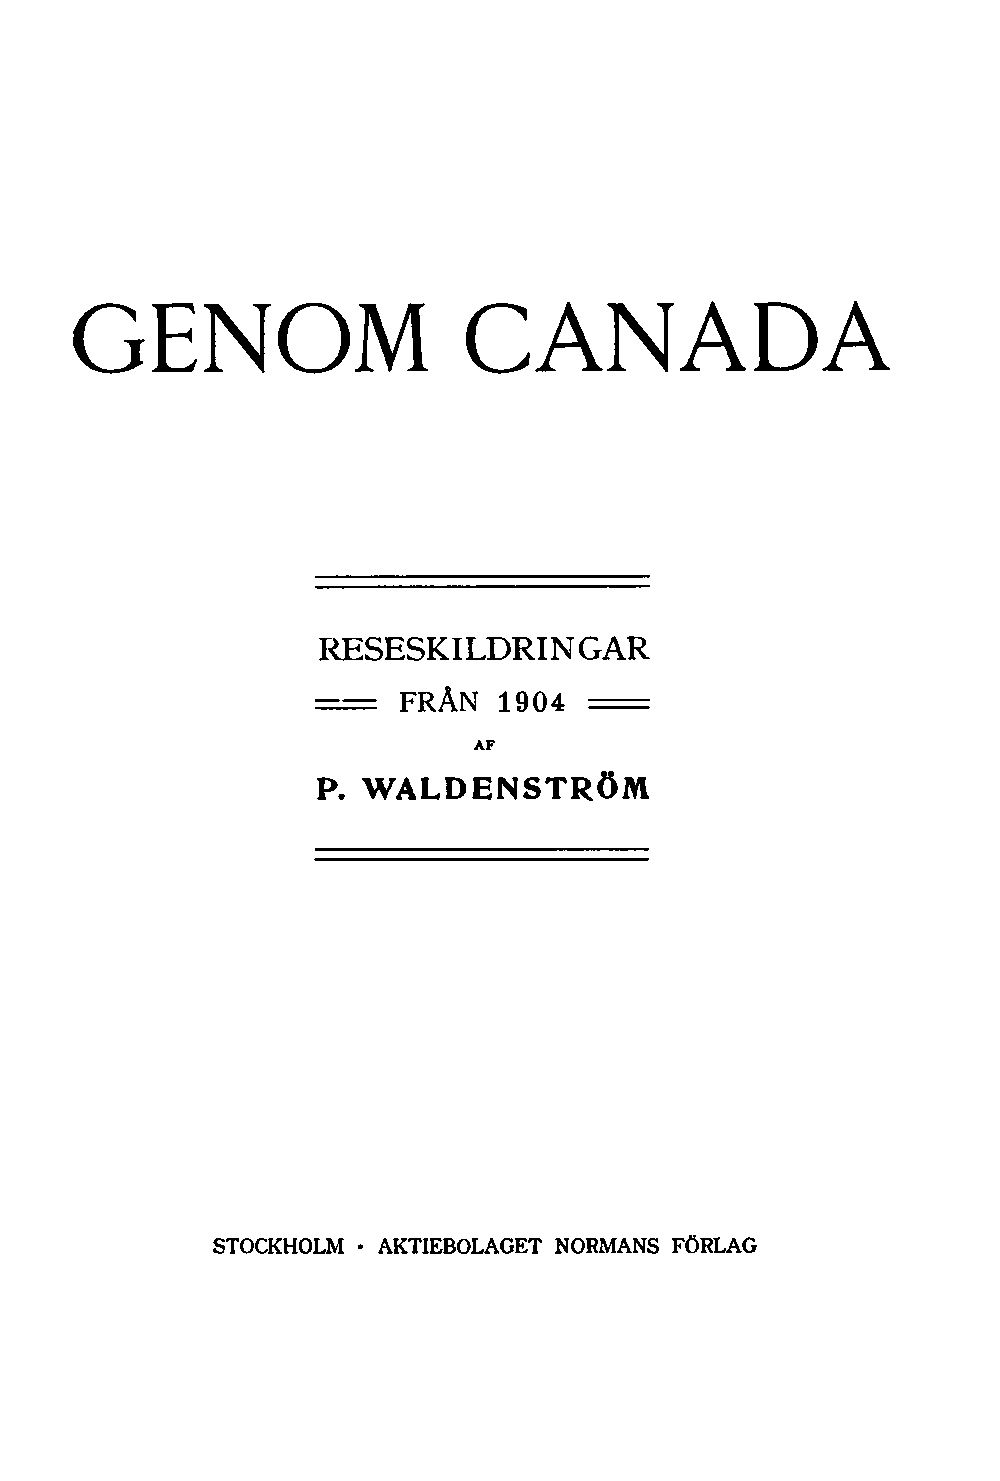 GENOM CANADA
RESESKILDRINGAR
FRÅN 1904
AF
P. WALDENSTRÖM
STOCKHOLM • AKTIEBOLAGET NORMANS FÖRLAG